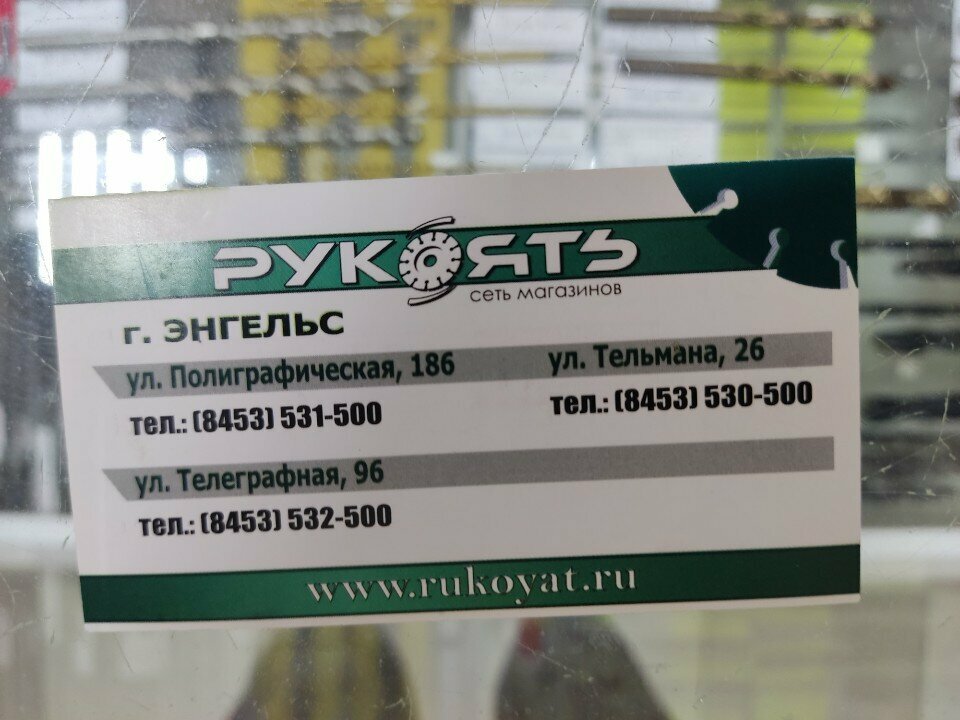 РУКОЯТЬ
сеть магазинов
г. ЭНГЕЛЬС
ул. Полиграфическая, 186
тел.: (8453) 531-500
ул. Тельмана, 26
тел.: (8453) 530-500
ул. Телеграфная, 96
тел.: (8453) 532-500
www.rukoyat.ru